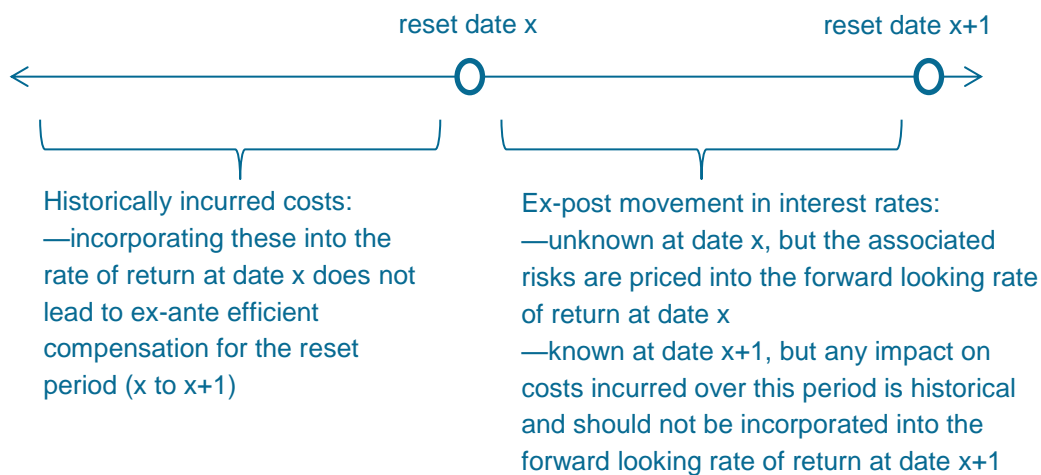 reset date x
reset date x+1
Historically incurred costs:
—incorporating these into the
rate of return at date x does not
lead to ex-ante efficient
compensation for the reset
period (x to x+1)
Ex-post movement in interest rates:
—unknown at date x, but the associated
risks are priced into the forward looking rate
of return at date x
—known at date x+1, but any impact on
costs incurred over this period is historical
and should not be incorporated into the
forward looking rate of return at date x+1